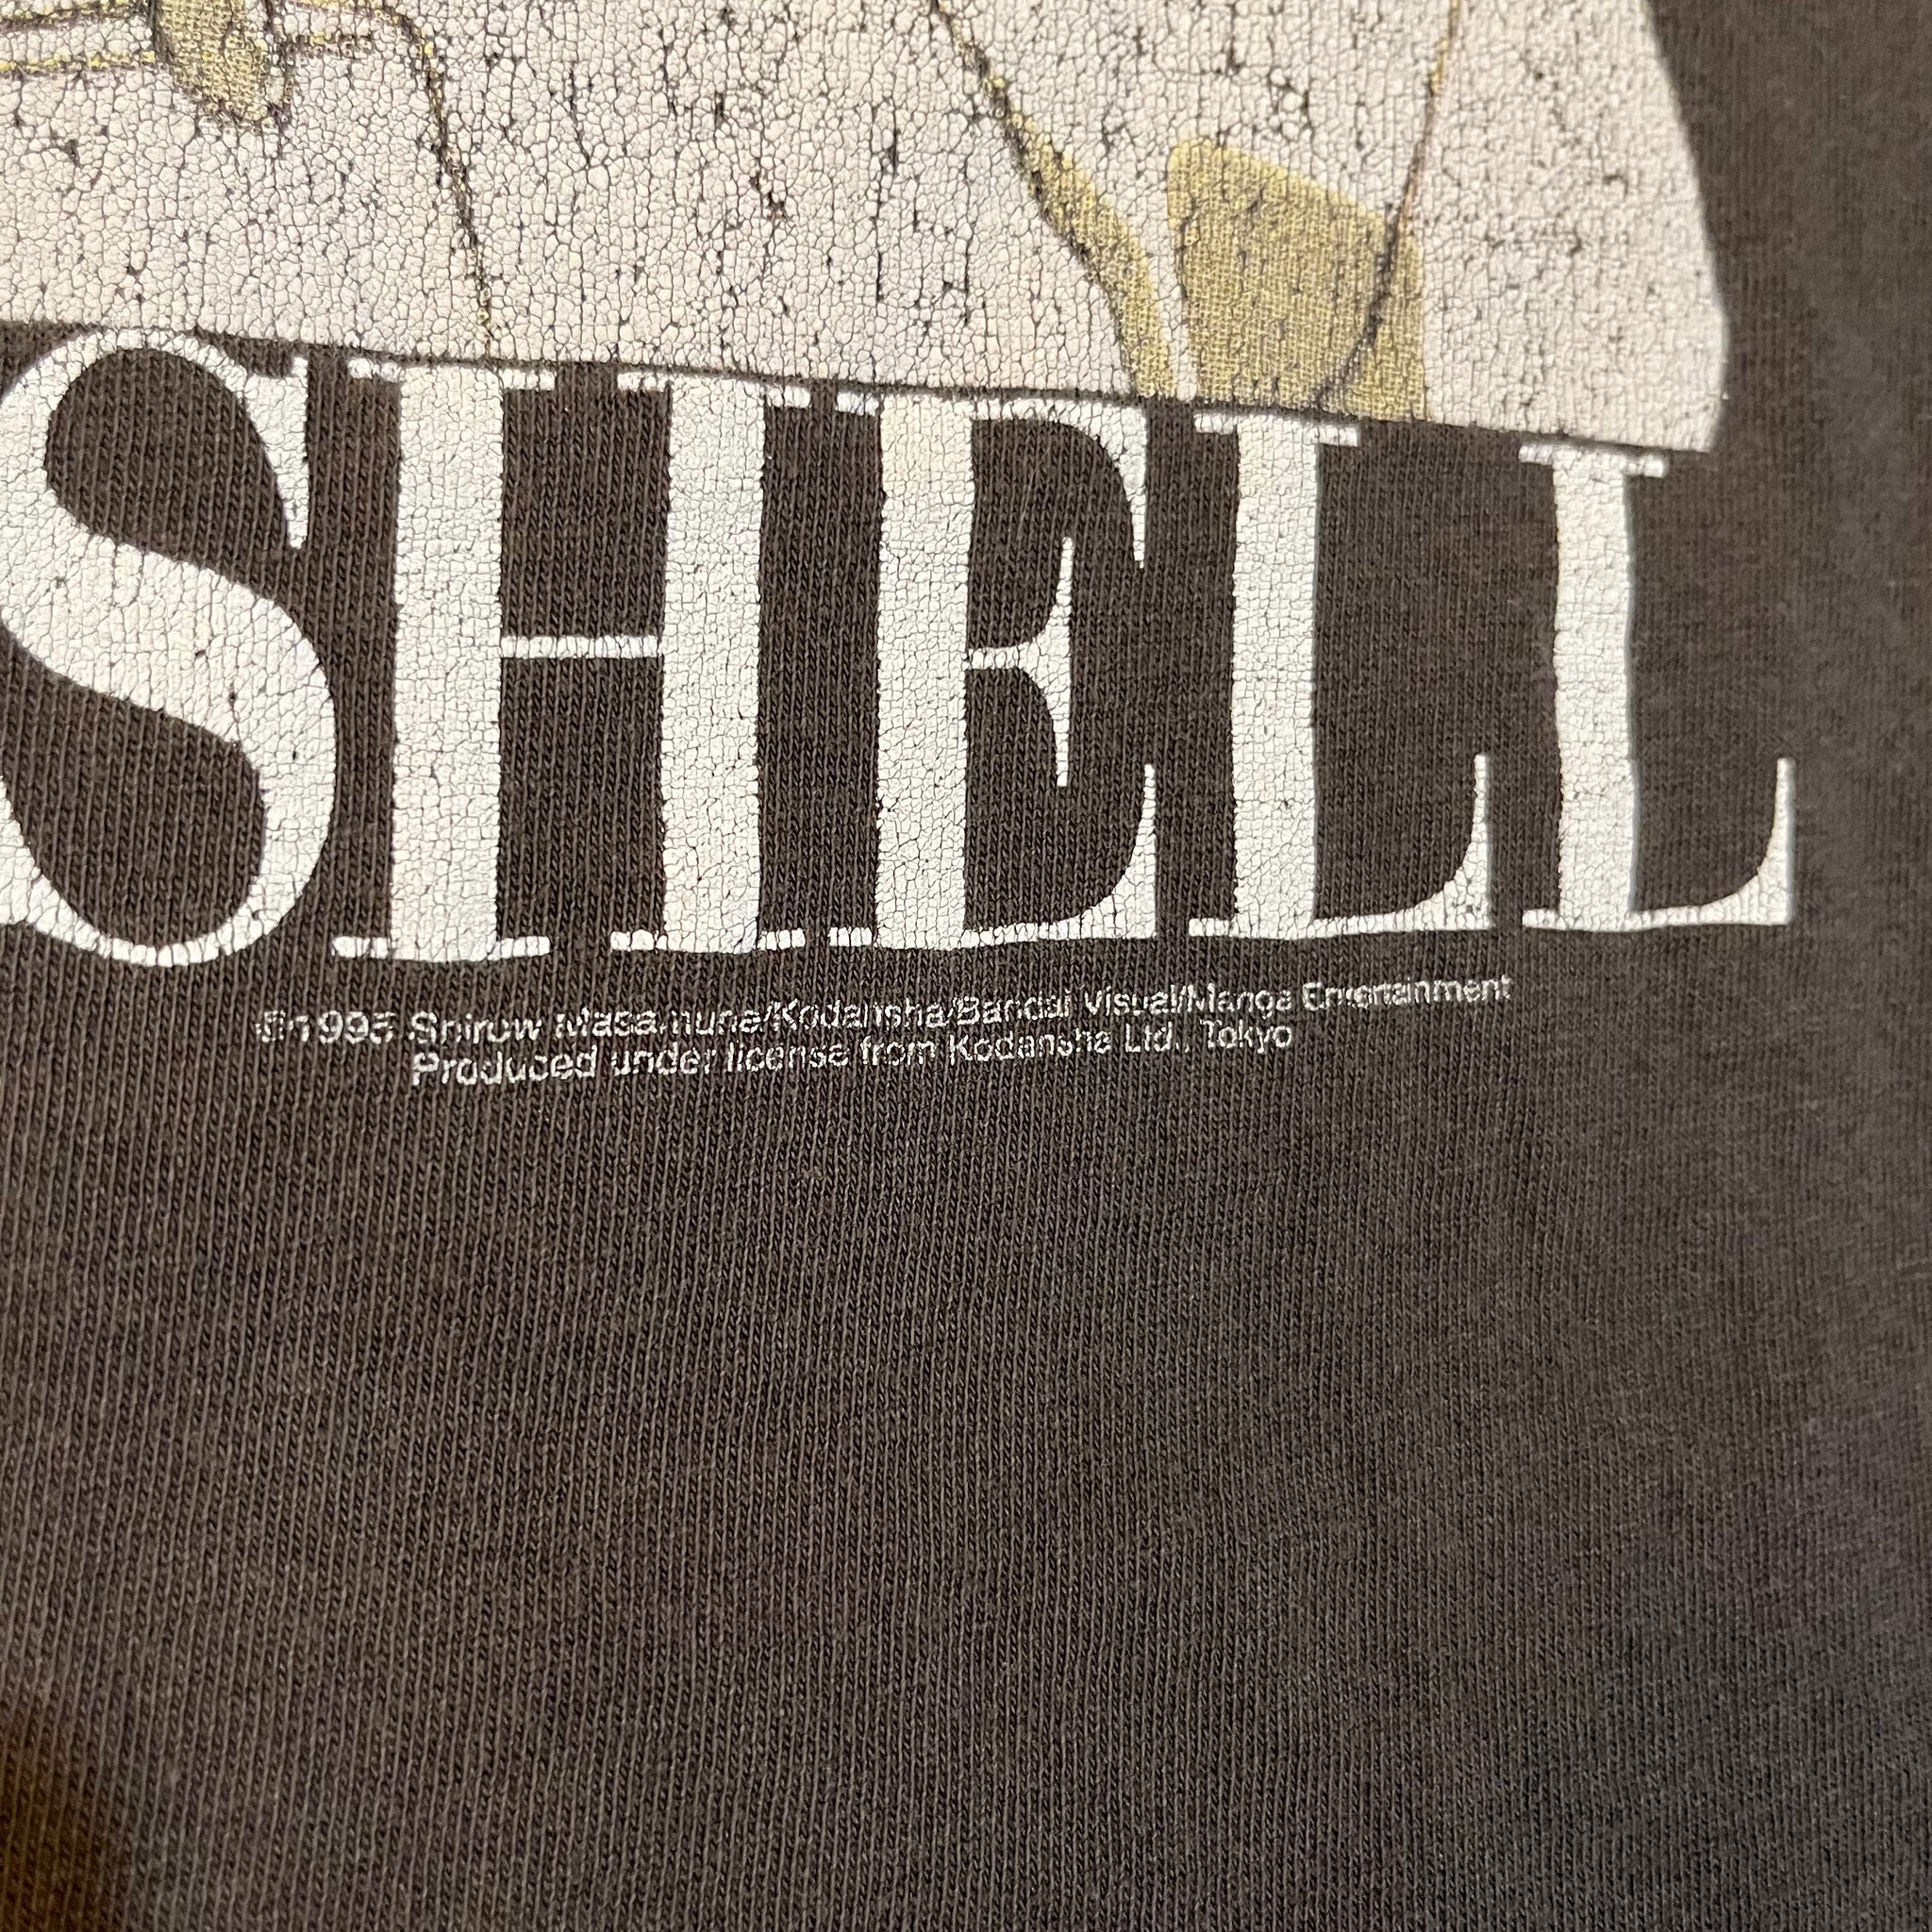 SHELL
©1995 Shirow Masamune/Kodansha/Bandai Visual/Manga Entertainment
Produced under license from Kodansha Ltd., Tokyo